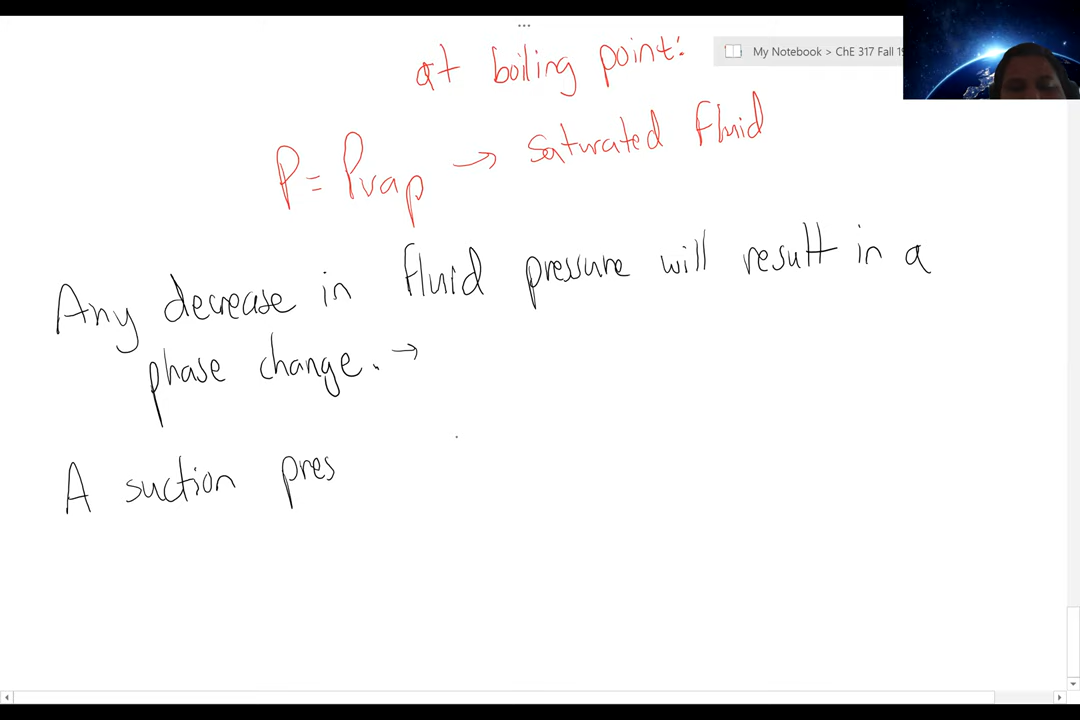 at boiling point:
My Notebook > ChE 317 Fall 19
P = Pvap → Saturated Fluid
Any decrease in fluid pressure will result in a
phase change. →
A suction pres